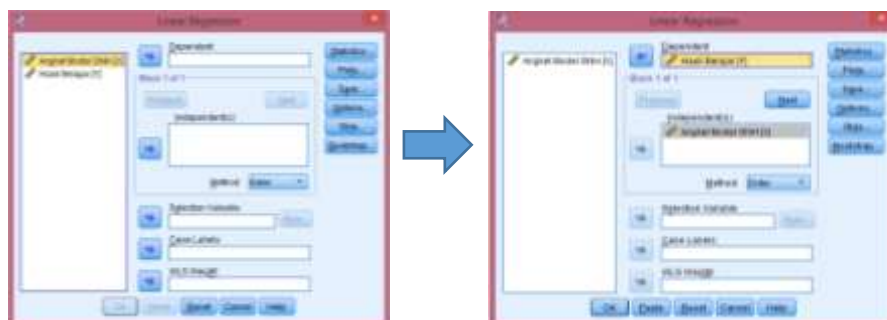 Linear Regression
Dependent
Statistics...
Plots...
Save...
Options...
Style...
Bootstrap...
Block 1 of 1
Previous
Next
Independent(s)
Method: Enter
Selection Variable
Rule...
Case Labels
WLS Weight
OK Paste Reset Cancel Help
Linear Regression
Dependent
Statistics...
Plots...
Save...
Options...
Style...
Bootstrap...
Block 1 of 1
Previous
Next
Independent(s)
Method: Enter
Selection Variable
Rule...
Case Labels
WLS Weight
OK Paste Reset Cancel Help